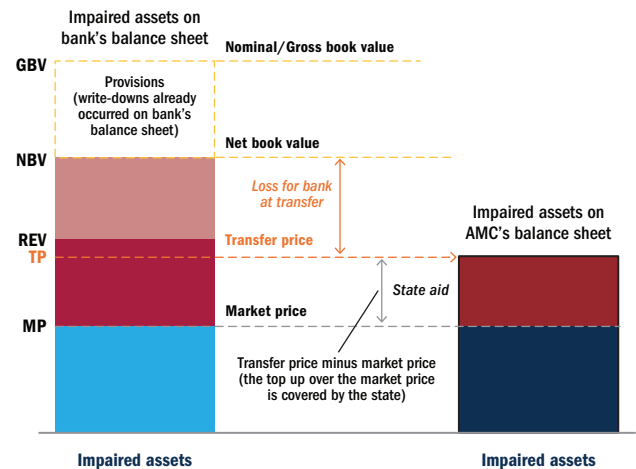 Impaired assets on
bank's balance sheet
GBV
Nominal/Gross book value
Provisions
(write-downs already
occurred on bank's
balance sheet)
NBV
Net book value
Loss for bank
at transfer
Impaired assets on
AMC's balance sheet
REV
TP
Transfer price
State aid
MP
Market price
Transfer price minus market price
(the top up over the market price
is covered by the state)
Impaired assets
Impaired assets